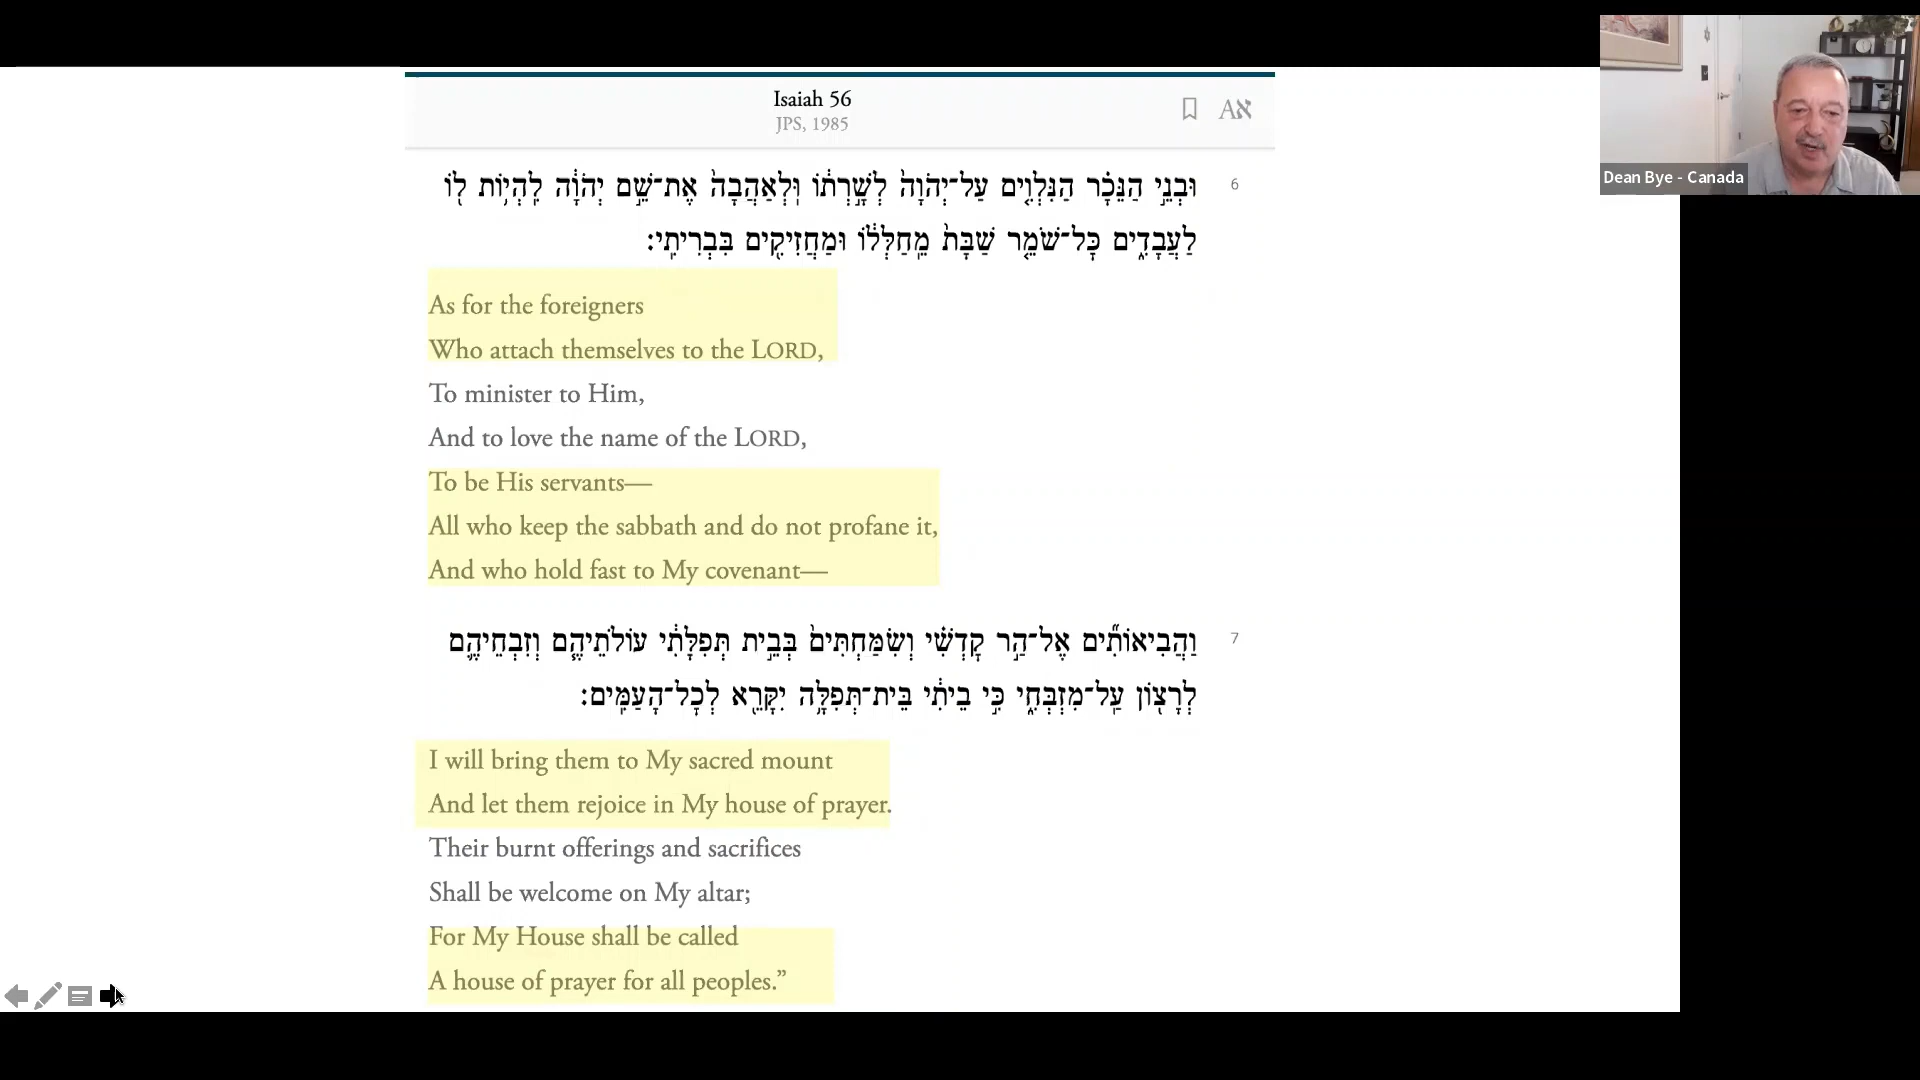 Isaiah 56
JPS, 1985
Aא
וּבְנֵ֣י הַנֵּכָ֗ר הַנִּלְוִ֤ים עַל־יְהֹוָה֙ לְשָׁ֣רְת֔וֹ וּֽלְאַהֲבָה֙ אֶת־שֵׁ֣ם יְהֹוָ֔ה לִֽהְי֥וֹת ל֖וֹ
6
לַעֲבָדִ֑ים כׇּל־שֹׁמֵ֤ר שַׁבָּת֙ מֵֽחַלְּל֔וֹ וּמַחֲזִיקִ֖ים בִּבְרִיתִֽי׃
As for the foreigners
Who attach themselves to the LORD,
To minister to Him,
And to love the name of the LORD,
To be His servants—
All who keep the sabbath and do not profane it,
And who hold fast to My covenant—
וַהֲבִיאוֹתִ֞ים אֶל־הַ֣ר קׇדְשִׁ֗י וְשִׂמַּחְתִּים֙ בְּבֵ֣ית תְּפִלָּתִ֔י עוֹלֹתֵיהֶ֧ם וְזִבְחֵיהֶ֛ם
7
לְרָצ֖וֹן עַֽל־מִזְבְּחִ֑י כִּ֣י בֵיתִ֔י בֵּית־תְּפִלָּ֥ה יִקָּרֵ֖א לְכׇל־הָעַמִּֽים׃
I will bring them to My sacred mount
And let them rejoice in My house of prayer.
Their burnt offerings and sacrifices
Shall be welcome on My altar;
For My House shall be called
A house of prayer for all peoples.”
Dean Bye - Canada